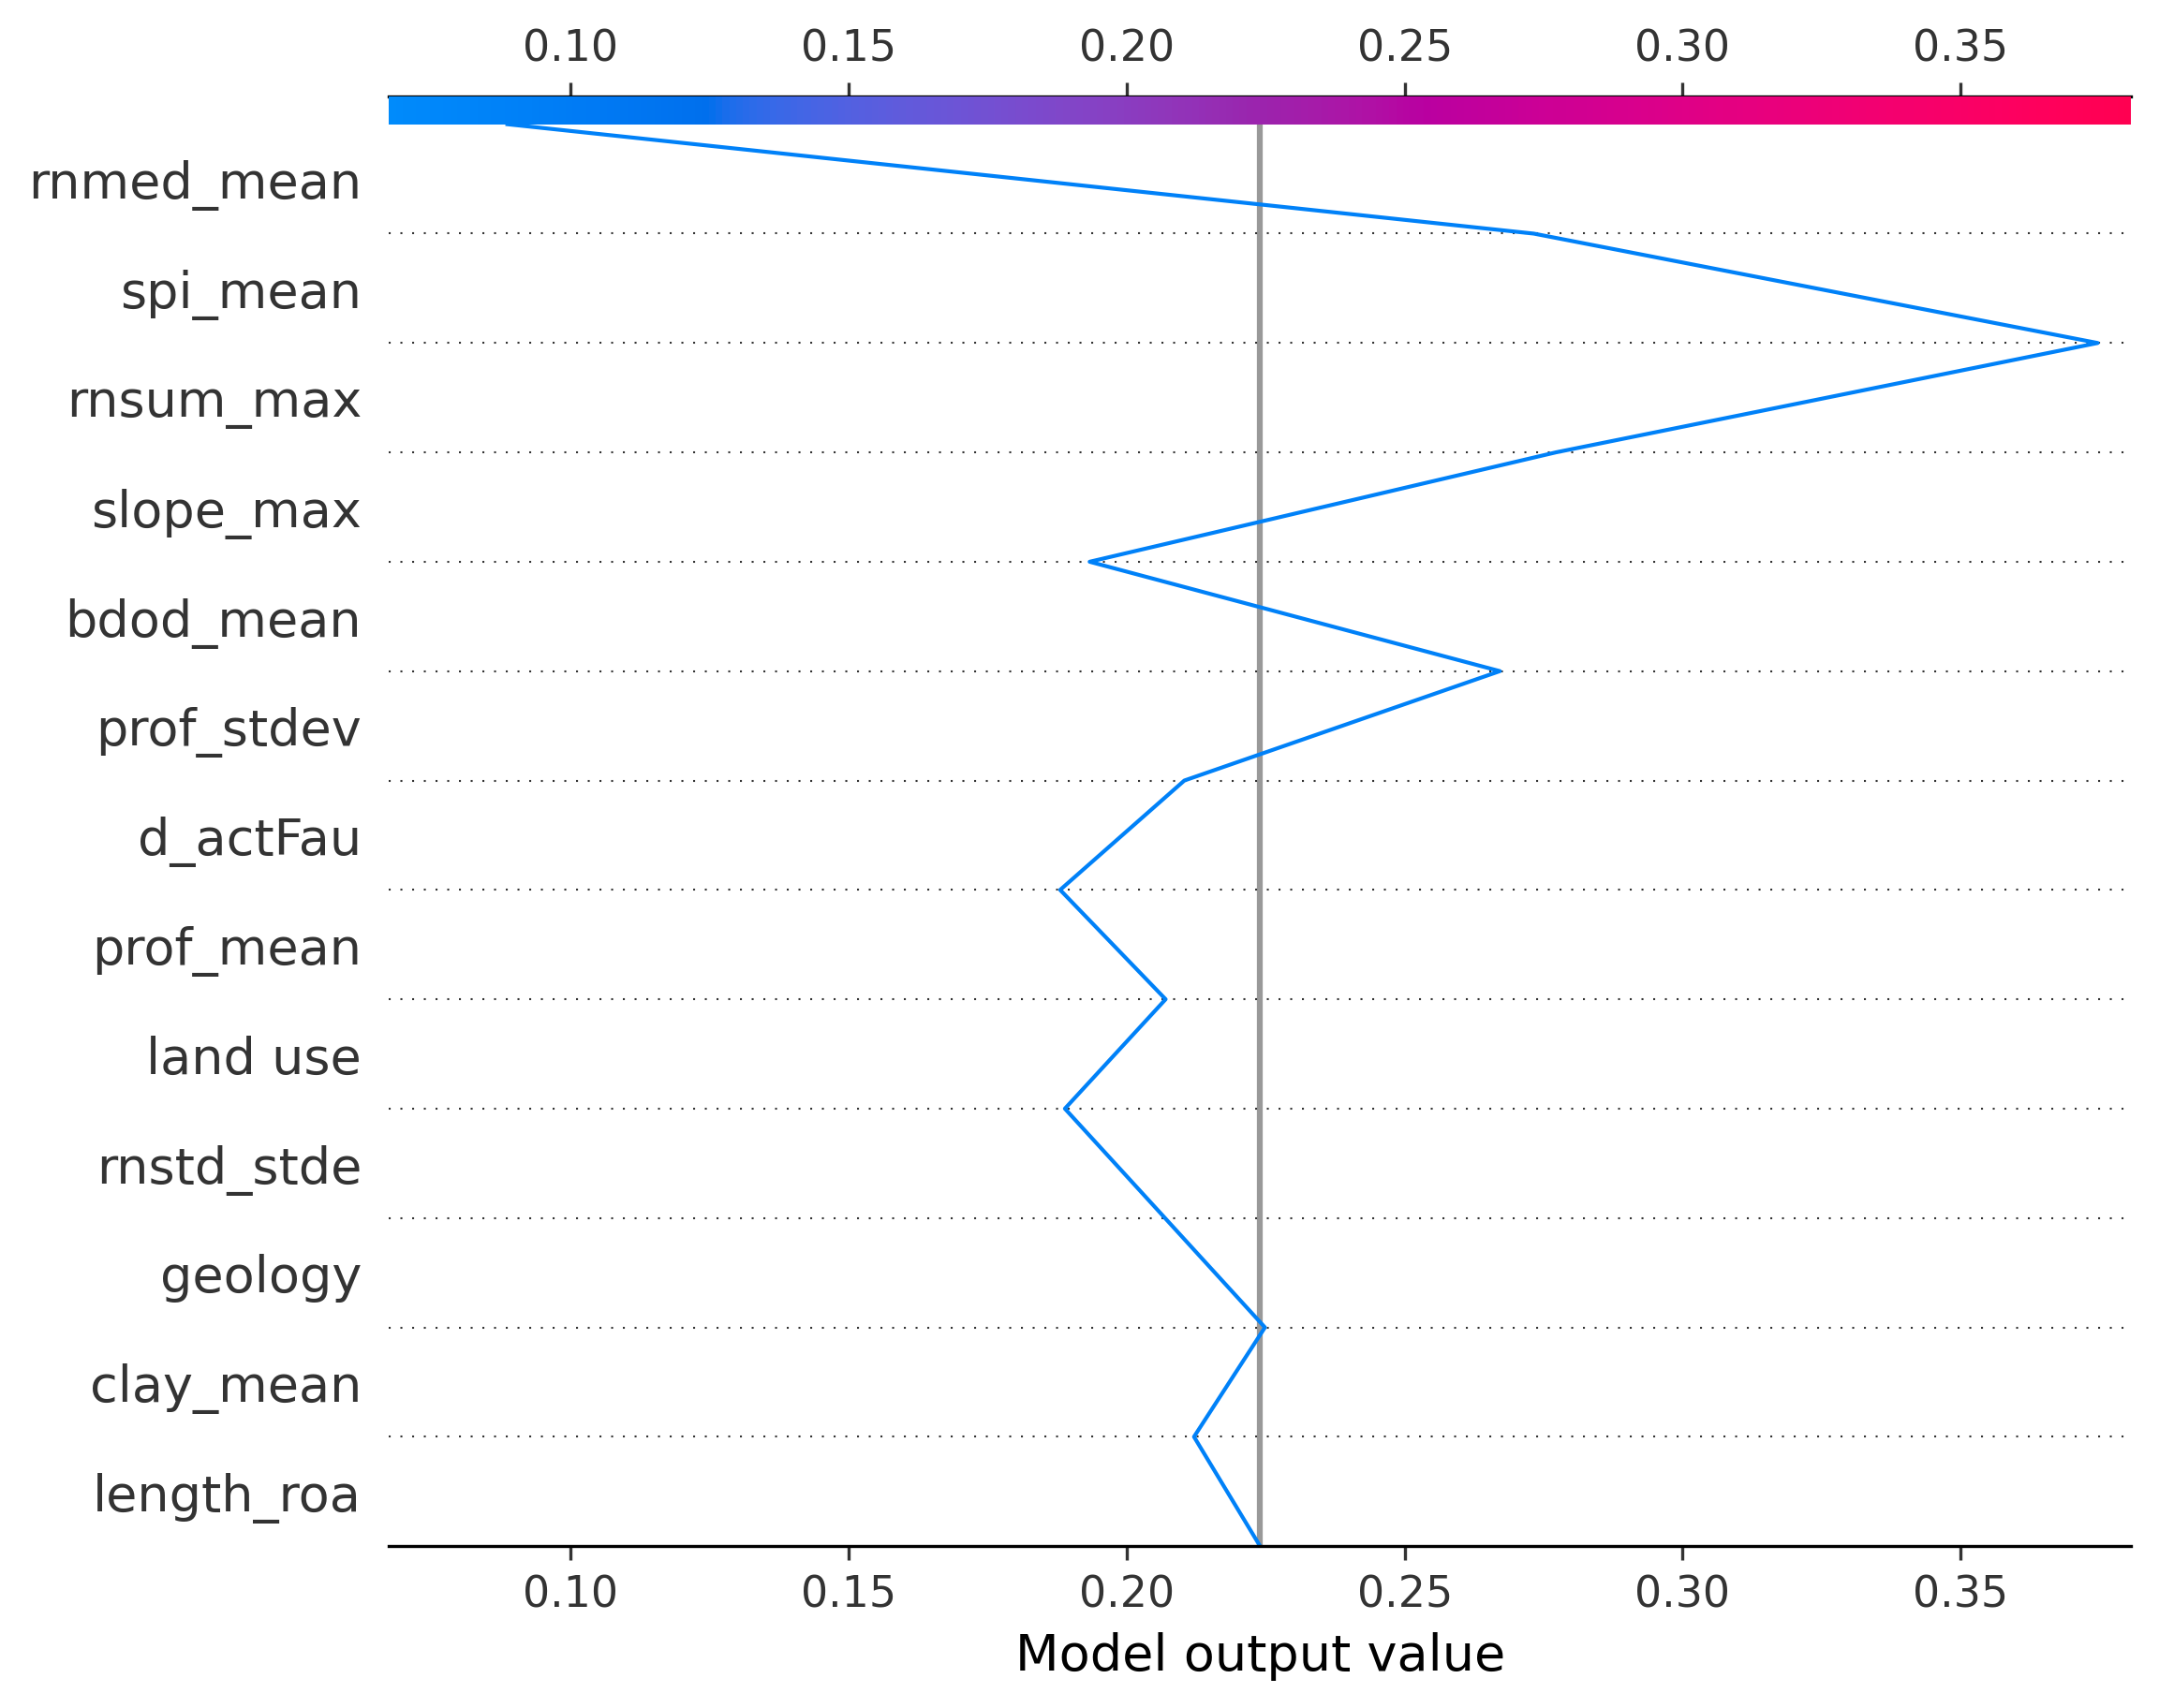 0.10 0.15 0.20 0.25 0.30 0.35
rnmed_mean
spi_mean
rnsum_max
slope_max
bdod_mean
prof_stdev
d_actFau
prof_mean
land use
rnstd_stde
geology
clay_mean
length_roa
0.10 0.15 0.20 0.25 0.30 0.35
Model output value